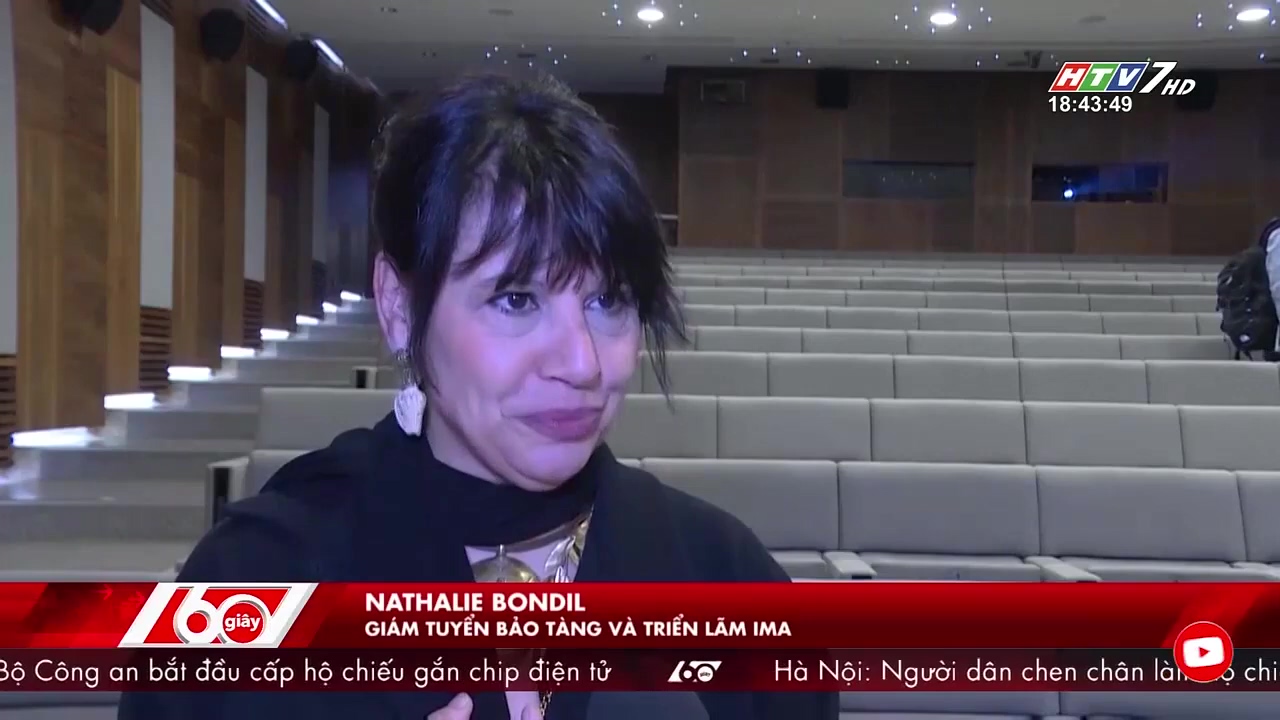 HTV7 HD
18:43:49
60 giây
NATHALIE BONDIL
GIÁM TUYỂN BẢO TÀNG VÀ TRIỂN LÃM IMA
Bộ Công an bắt đầu cấp hộ chiếu gắn chip điện tử 60 Hà Nội: Người dân chen chân